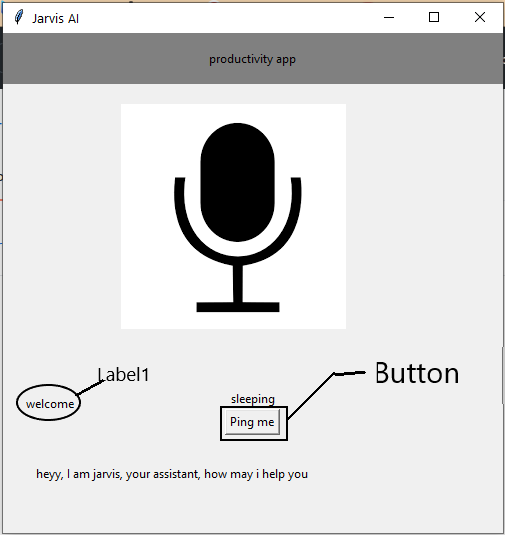 Jarvis AI
productivity app
Label1
Button
welcome
sleeping
Ping me
heyy, I am jarvis, your assistant, how may i help you